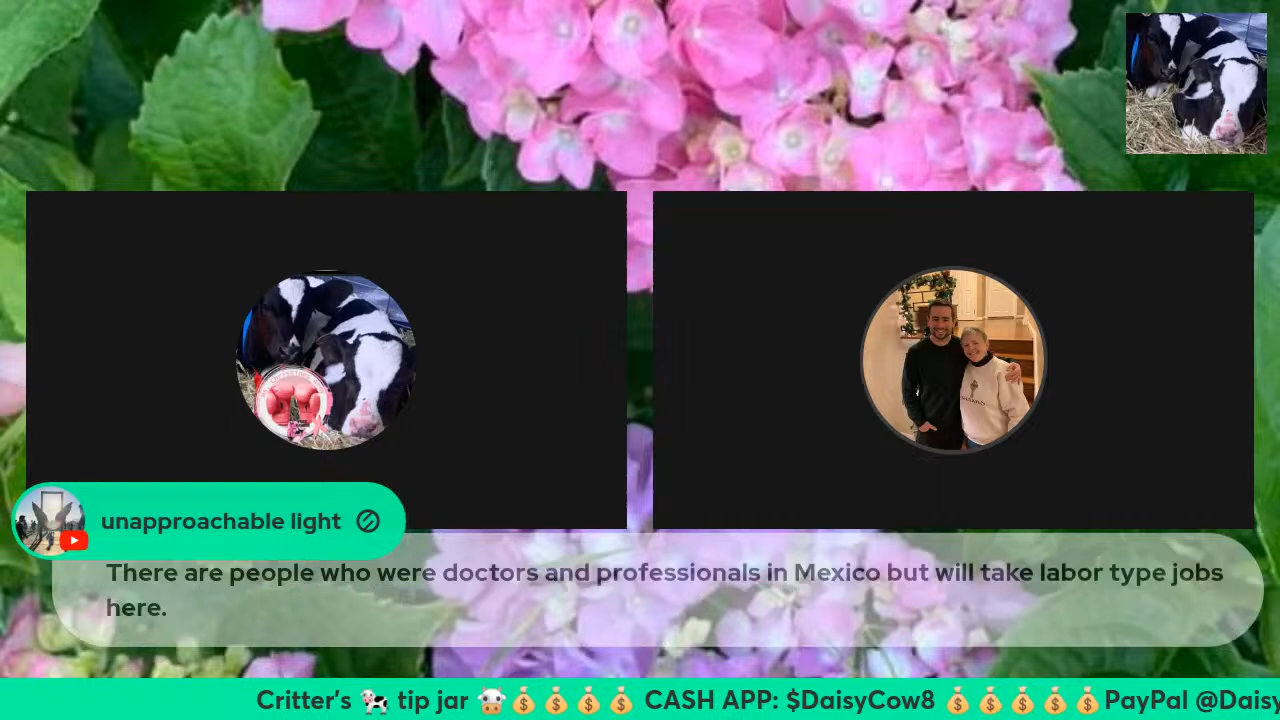 unapproachable light
There are people who were doctors and professionals in Mexico but will take labor type jobs
here.
Critter's 🐄 tip jar 🐮💰💰💰💰 CASH APP: $DaisyCow8 💰💰💰💰💰PayPal @Daisy